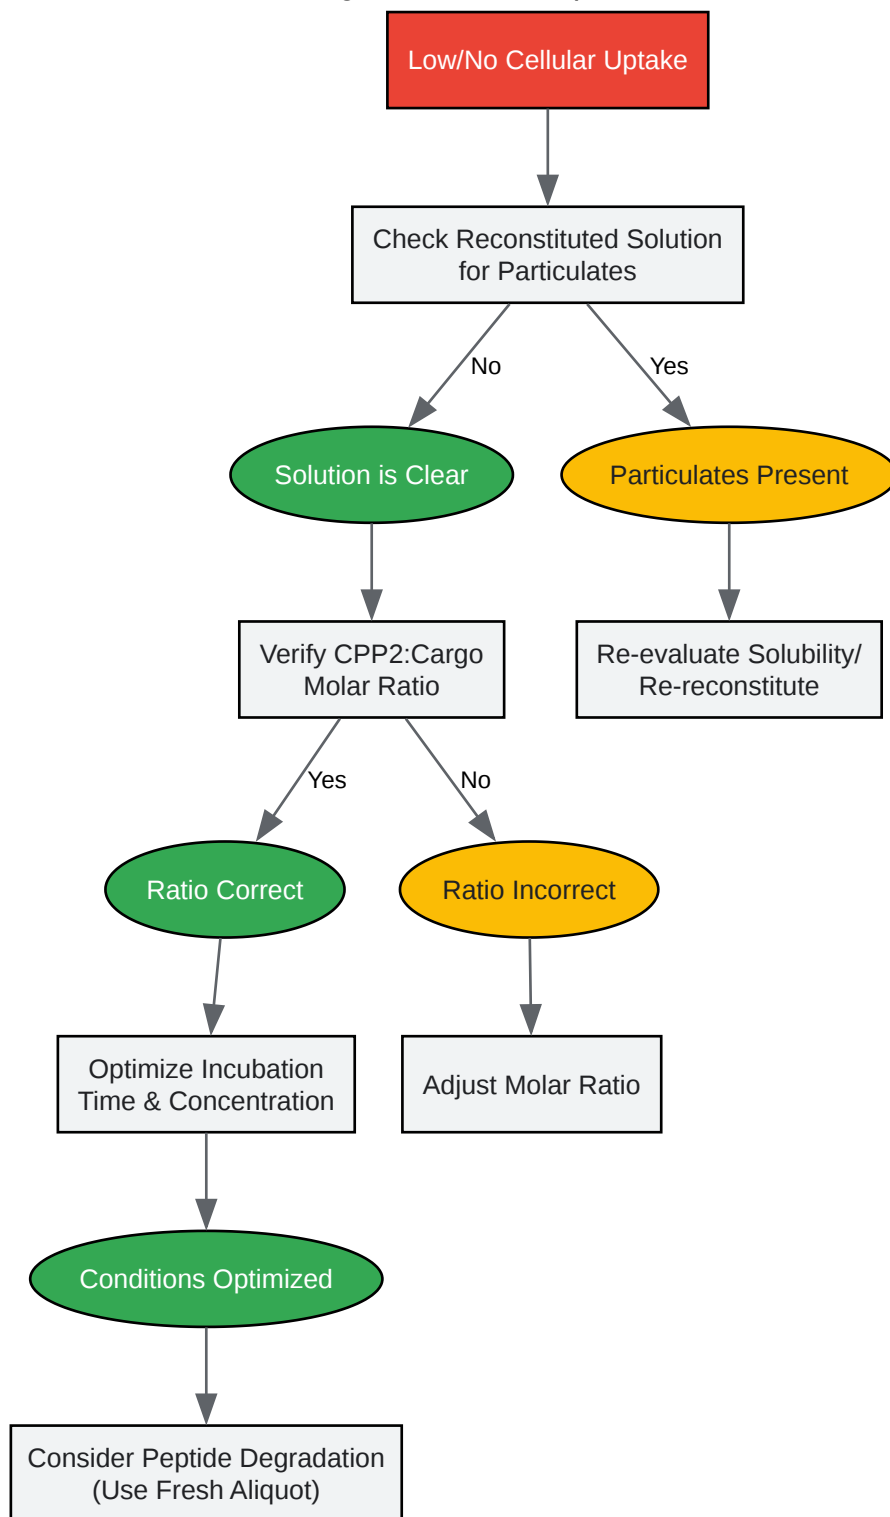 Low/No Cellular Uptake
Check Reconstituted Solution
for Particulates
No
Yes
Solution is Clear
Particulates Present
Verify CPP2:Cargo
Molar Ratio
Re-evaluate Solubility/
Re-reconstitute
Yes
No
Ratio Correct
Ratio Incorrect
Optimize Incubation
Time & Concentration
Adjust Molar Ratio
Conditions Optimized
Consider Peptide Degradation
(Use Fresh Aliquot)